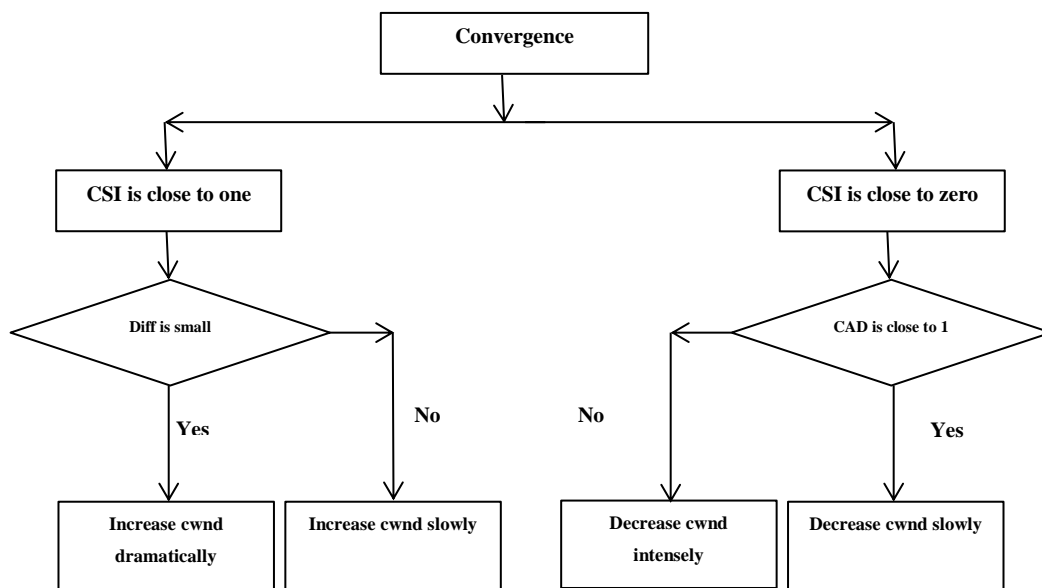 Convergence
CSI is close to one
CSI is close to zero
Diff is small
CAD is close to 1
No
No
Yes
Yes
Increase cwnd
dramatically
Increase cwnd slowly
Decrease cwnd
intensely
Decrease cwnd slowly